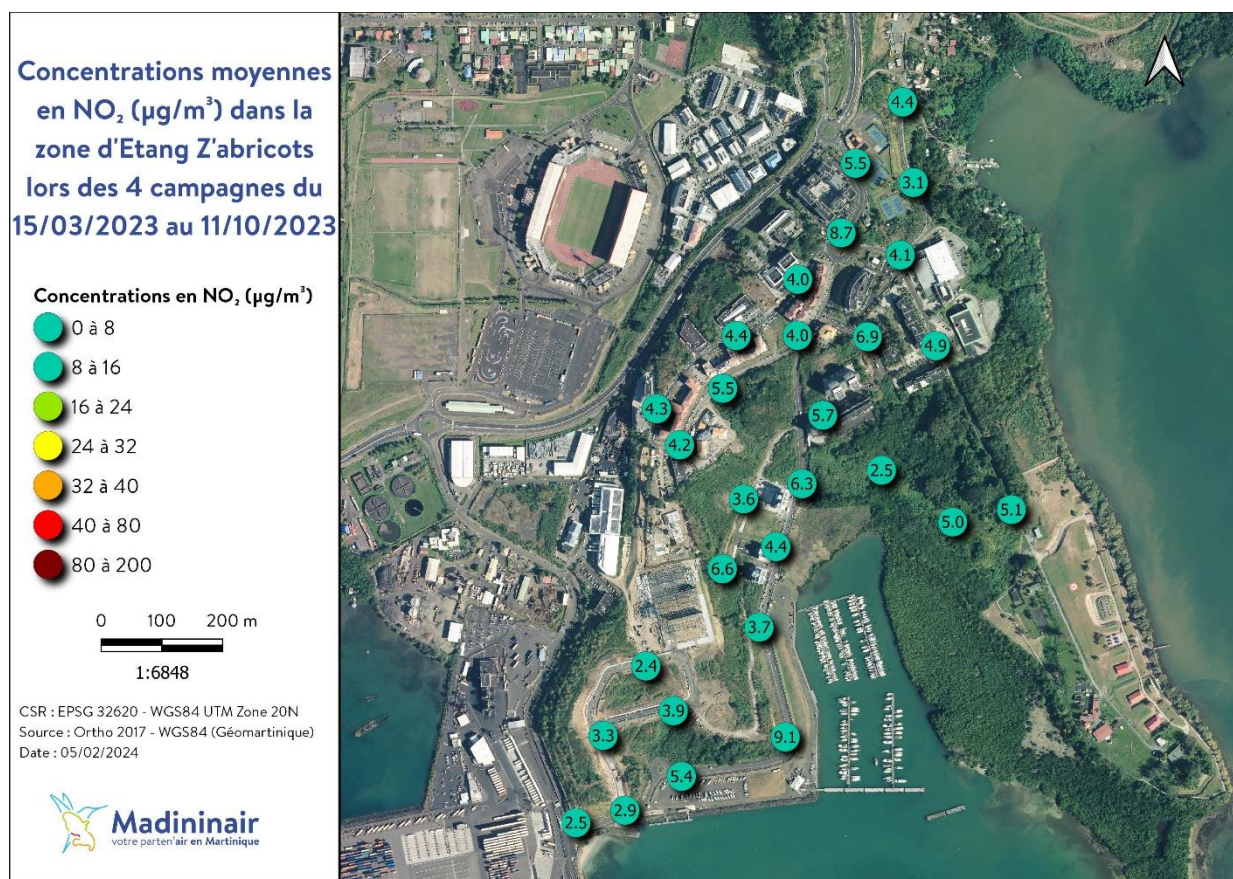 Concentrations moyennes
en NO₂ (µg/m³) dans la
zone d'Etang Z'abricots
lors des 4 campagnes du
15/03/2023 au 11/10/2023
Concentrations en NO₂ (µg/m³)
0 à 8
8 à 16
16 à 24
24 à 32
32 à 40
40 à 80
80 à 200
0 100 200 m
1:6848
CSR : EPSG 32620 - WGS84 UTM Zone 20N
Source : Ortho 2017 - WGS84 (Géomartinique)
Date : 05/02/2024
Madininair
votre parten'air en Martinique
4.4
5.5
3.1
8.7
4.1
4.0
4.4
4.0
6.9
4.9
5.5
4.3
5.7
4.2
2.5
6.3
3.6
5.1
5.0
4.4
6.6
3.7
2.4
3.9
3.3
9.1
5.4
2.9
2.5